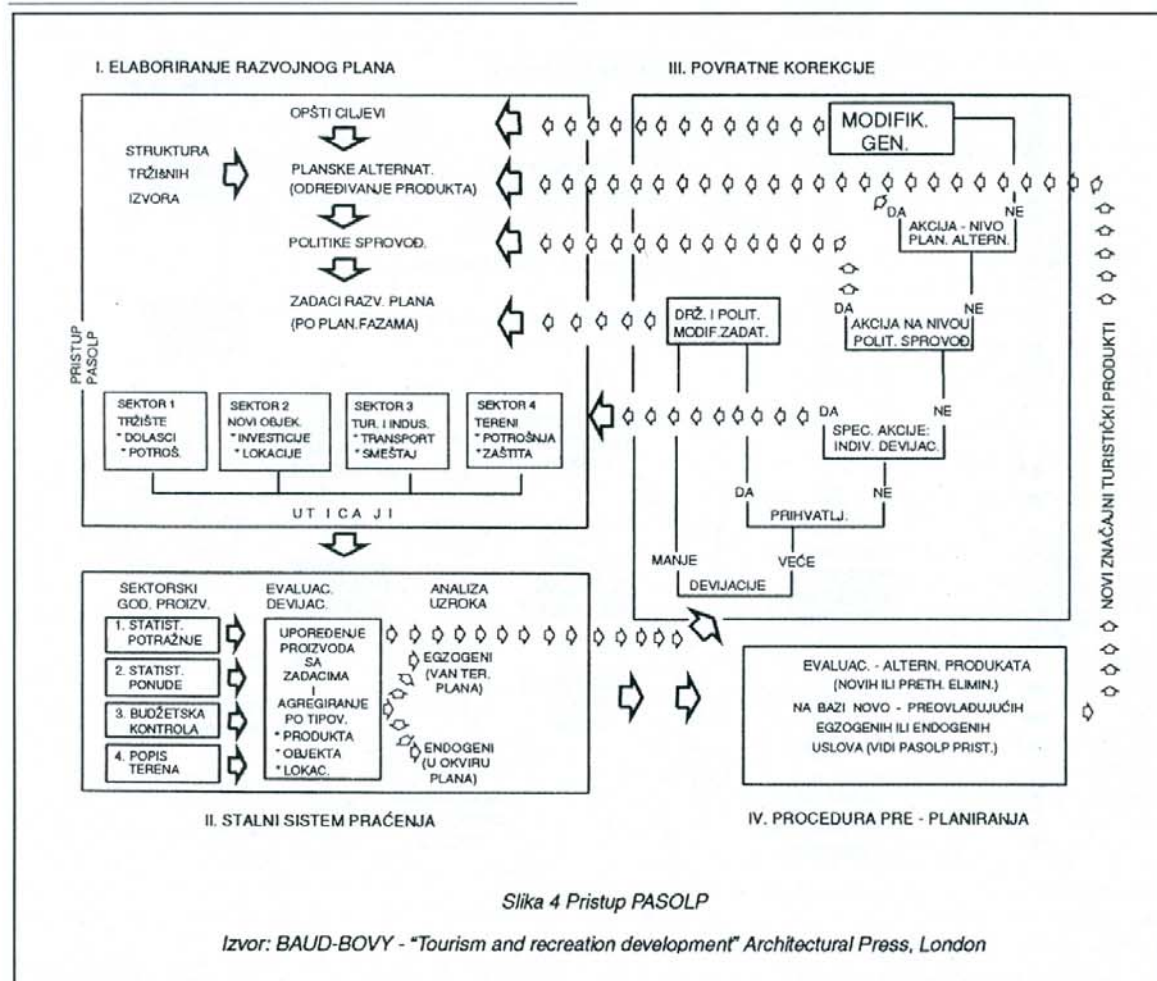 I. ELABORIRANJE RAZVOJNOG PLANA
OPŠTI CILJEVI
STRUKTURA
TRŽIŠNIH
IZVORA
PLANSKE ALTERNAT.
(ODREĐIVANJE PRODUKTA)
POLITIKE SPROVOĐ.
ZADACI RAZV. PLANA
(PO PLAN.FAZAMA)
PRISTUP
PASOLP
SEKTOR 1
TRŽIŠTE
* DOLASCI
* POTROŠ.
SEKTOR 2
NOVI OBJEK.
* INVESTICIJE
* LOKACIJE
SEKTOR 3
TUR. I INDUS.
* TRANSPORT
* SMEŠTAJ
SEKTOR 4
TERENI
* POTROŠNJA
* ZAŠTITA
U T I C A J I
III. POVRATNE KOREKCIJE
MODIFIK.
GEN.
DA
NE
AKCIJA - NIVO
PLAN. ALTERN.
DA
NE
AKCIJA NA NIVOU
POLIT. SPROVOĐ.
DRŽ. I POLIT.
MODIF.ZADAT.
DA
NE
SPEC. AKCIJE:
INDIV. DEVIJAC.
DA
NE
PRIHVATLJ.
MANJE
VEĆE
DEVIJACIJE
NOVI ZNAČAJNI TURISTIČKI PRODUKTI
SEKTORSKI
GOD. PROIZV.
1. STATIST.
POTRAŽNJE
2. STATIST.
PONUDE
3. BUDŽETSKA
KONTROLA
4. POPIS
TERENA
EVALUAC.
DEVIJAC.
UPOREĐENJE
PROIZVODA
SA
ZADACIMA
I
AGREGIRANJE
PO TIPOV.
* PRODUKTA
* OBJEKTA
* LOKAC.
ANALIZA
UZROKA
EGZOGENI
(VAN TER.
PLANA)
ENDOGENI
(U OKVIRU
PLANA)
II. STALNI SISTEM PRAĆENJA
EVALUAC. - ALTERN. PRODUKATA
(NOVIH ILI PRETH. ELIMIN.)
NA BAZI NOVO - PREOVLAĐUJUĆIH
EGZOGENIH ILI ENDOGENIH
USLOVA (VIDI PASOLP PRIST.)
IV. PROCEDURA PRE - PLANIRANJA
Slika 4 Pristup PASOLP
Izvor: BAUD-BOVY - "Tourism and recreation development" Architectural Press, London